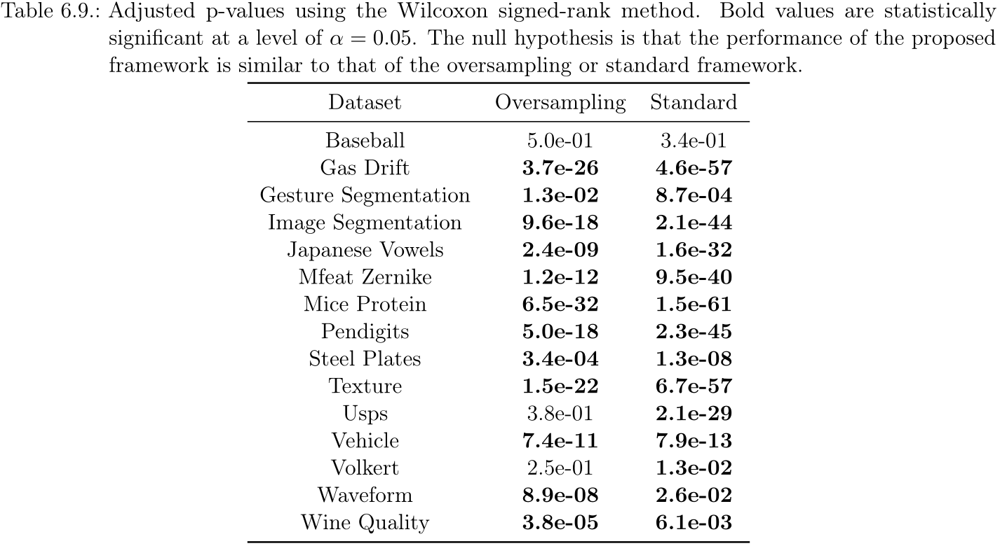 Table 6.9.: Adjusted p-values using the Wilcoxon signed-rank method. Bold values are statistically
significant at a level of α = 0.05. The null hypothesis is that the performance of the proposed
framework is similar to that of the oversampling or standard framework.
Dataset Oversampling Standard
Baseball 5.0e-01 3.4e-01
Gas Drift 3.7e-26 4.6e-57
Gesture Segmentation 1.3e-02 8.7e-04
Image Segmentation 9.6e-18 2.1e-44
Japanese Vowels 2.4e-09 1.6e-32
Mfeat Zernike 1.2e-12 9.5e-40
Mice Protein 6.5e-32 1.5e-61
Pendigits 5.0e-18 2.3e-45
Steel Plates 3.4e-04 1.3e-08
Texture 1.5e-22 6.7e-57
Usps 3.8e-01 2.1e-29
Vehicle 7.4e-11 7.9e-13
Volkert 2.5e-01 1.3e-02
Waveform 8.9e-08 2.6e-02
Wine Quality 3.8e-05 6.1e-03